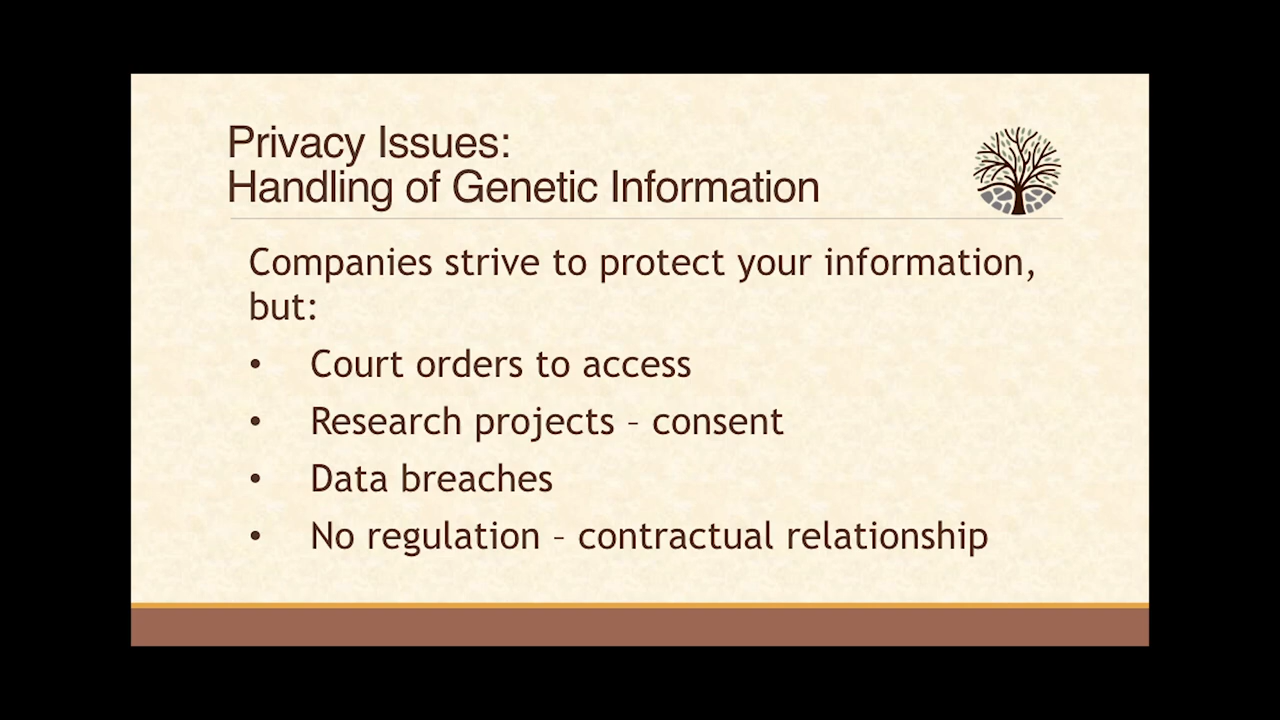 Privacy Issues:
Handling of Genetic Information
Companies strive to protect your information,
but:
• Court orders to access
• Research projects – consent
• Data breaches
• No regulation – contractual relationship